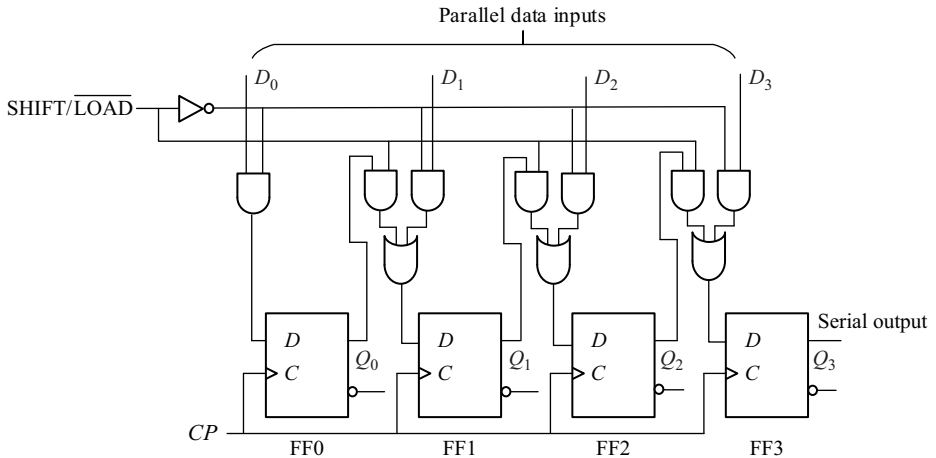 Parallel data inputs
D0 D1 D2 D3
SHIFT/LOAD
Serial output
D Q0 D Q1 D Q2 D Q3
C C C C
CP
FF0 FF1 FF2 FF3